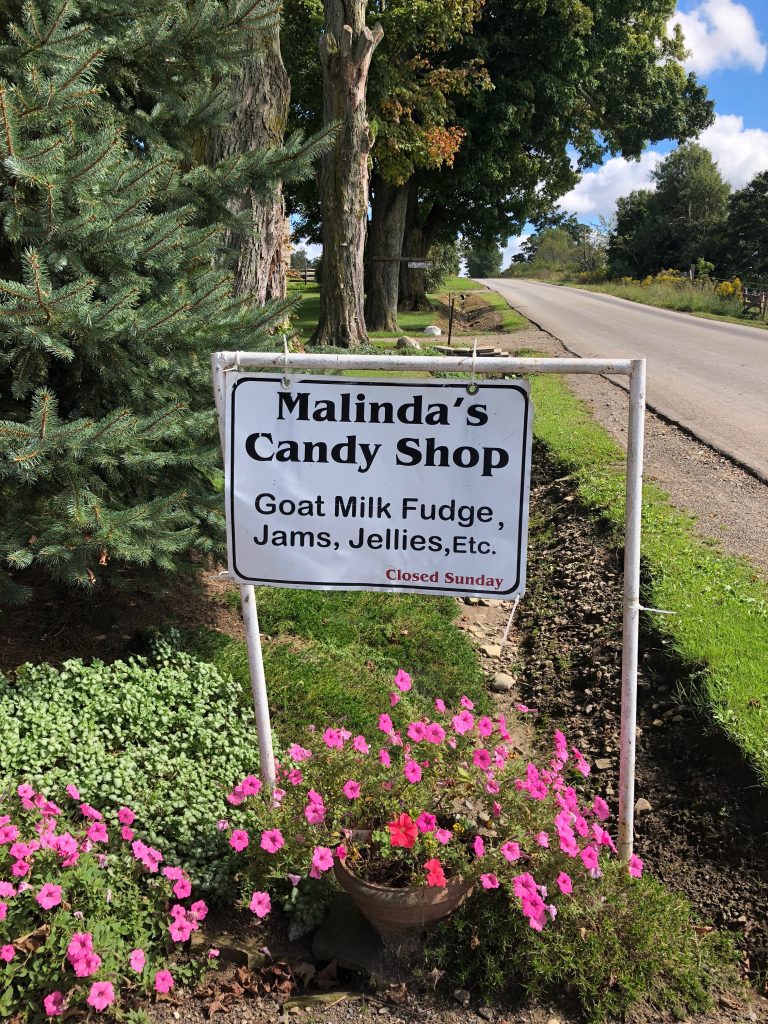 Malinda's
Candy Shop
Goat Milk Fudge,
Jams, Jellies,Etc.
Closed Sunday